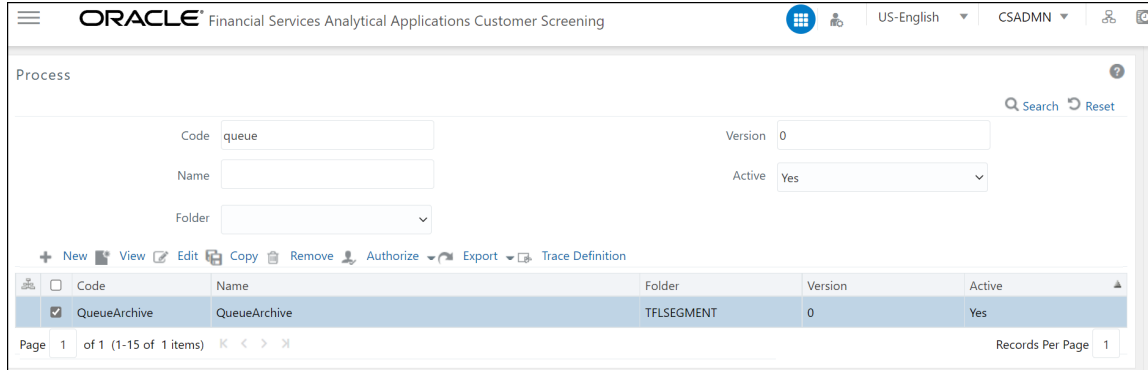 ORACLE® Financial Services Analytical Applications Customer Screening US-English CSADMN
Process
Search Reset
Code queue Version 0
Name Active Yes
Folder
New View Edit Copy Remove Authorize Export Trace Definition
Code Name Folder Version Active
QueueArchive QueueArchive TFLSEGMENT 0 Yes
Page 1 of 1 (1-15 of 1 items) Records Per Page 1